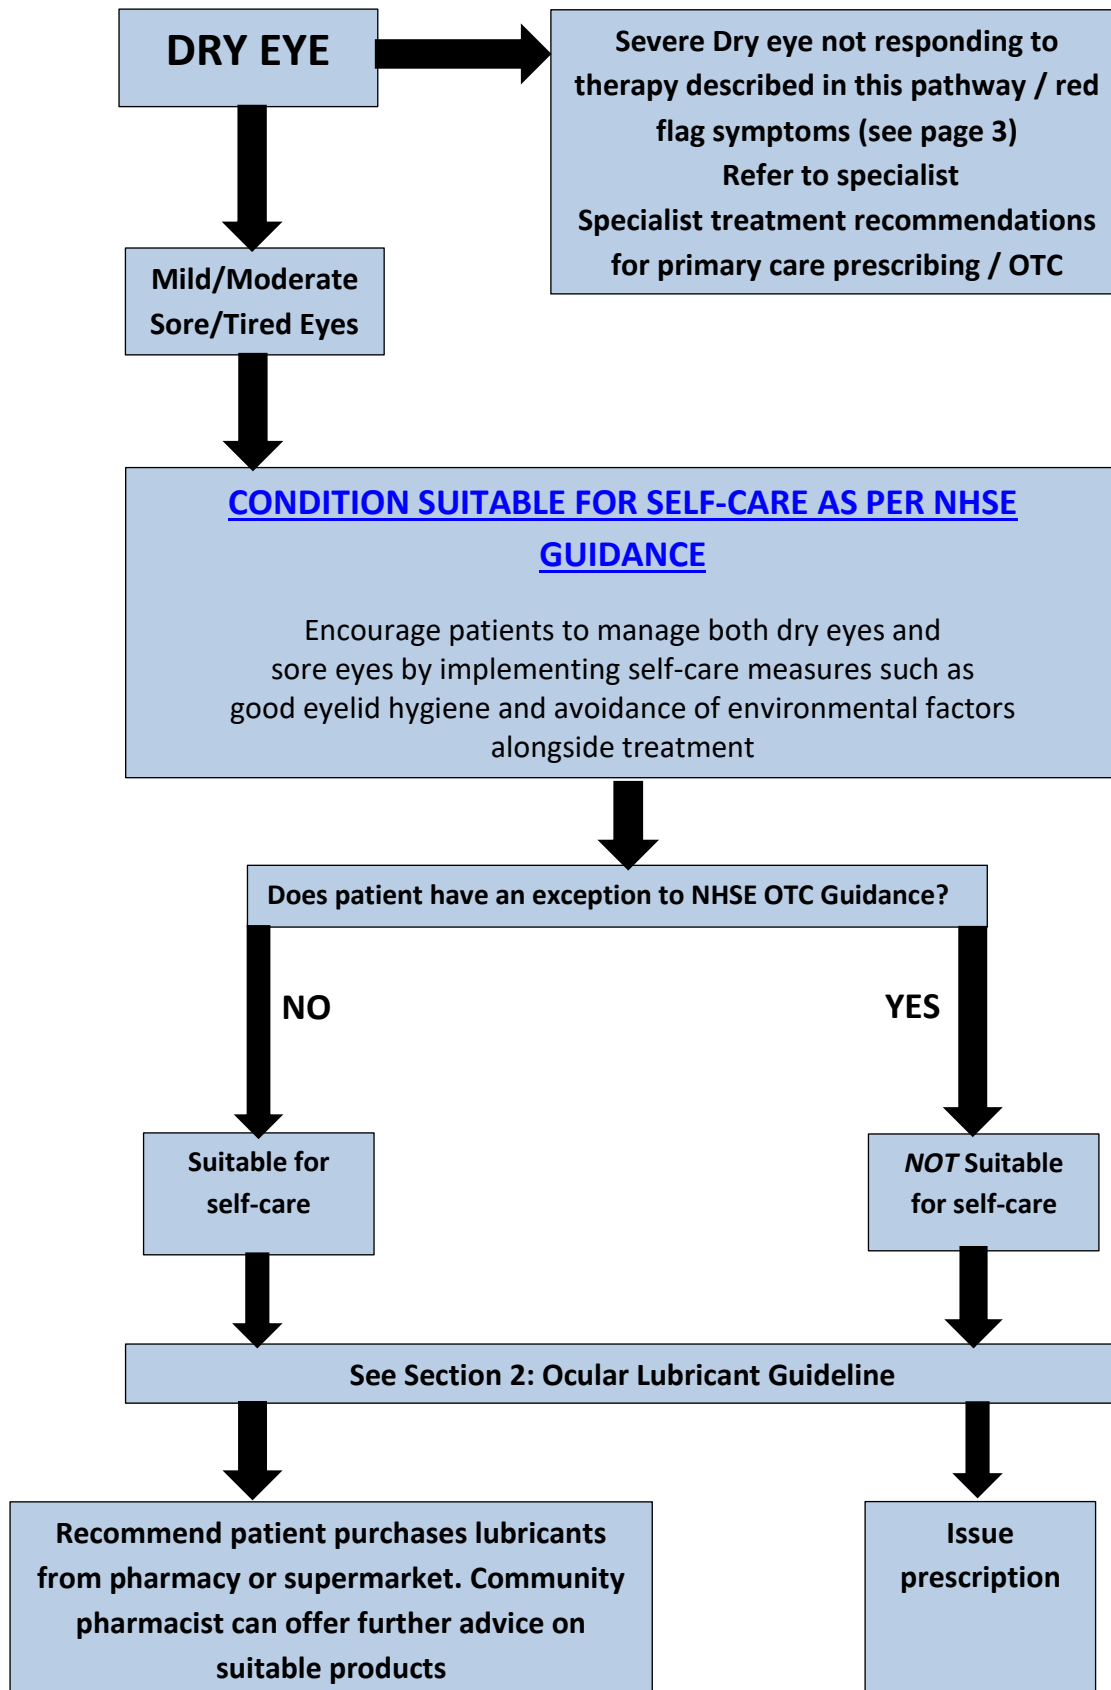 DRY EYE
Severe Dry eye not responding to
therapy described in this pathway / red
flag symptoms (see page 3)
Refer to specialist
Specialist treatment recommendations
for primary care prescribing / OTC
Mild/Moderate
Sore/Tired Eyes
CONDITION SUITABLE FOR SELF-CARE AS PER NHSE
GUIDANCE
Encourage patients to manage both dry eyes and
sore eyes by implementing self-care measures such as
good eyelid hygiene and avoidance of environmental factors
alongside treatment
Does patient have an exception to NHSE OTC Guidance?
NO
YES
Suitable for
self-care
NOT Suitable
for self-care
See Section 2: Ocular Lubricant Guideline
Recommend patient purchases lubricants
from pharmacy or supermarket. Community
pharmacist can offer further advice on
suitable products
Issue
prescription